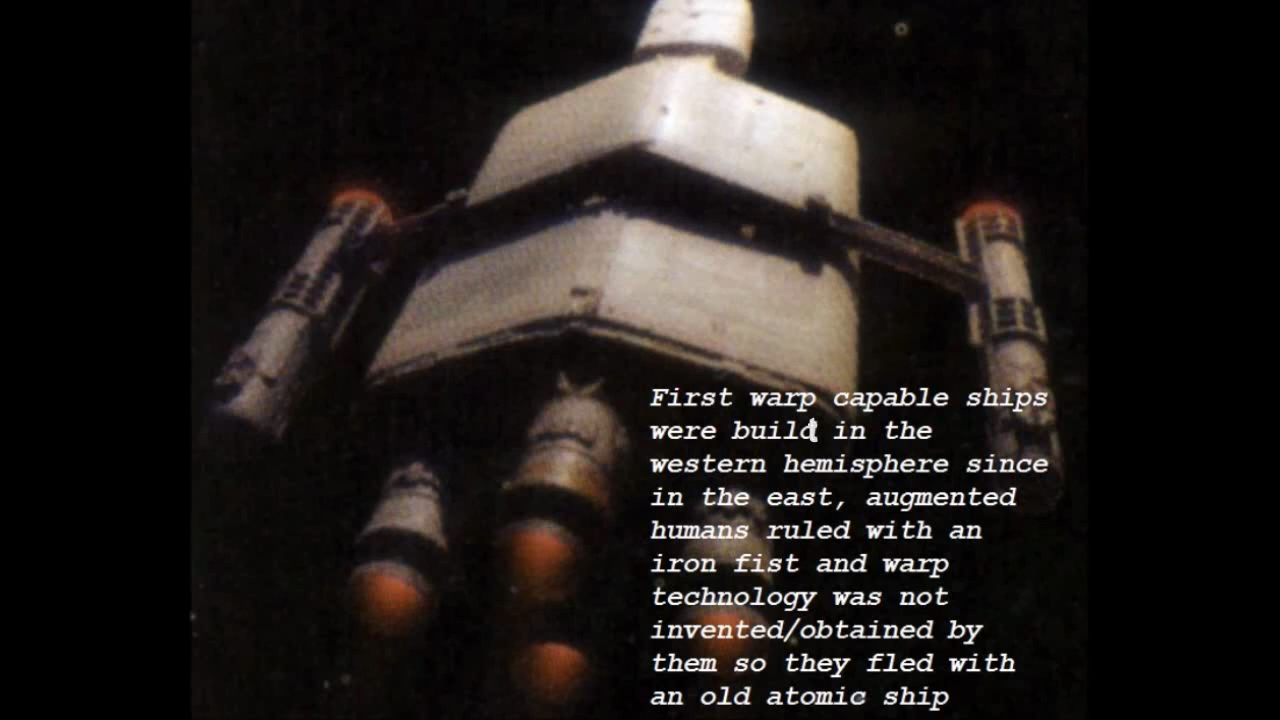 First warp capable ships
were build in the
western hemisphere since
in the east, augmented
humans ruled with an
iron fist and warp
technology was not
invented/obtained by
them so they fled with
an old atomic ship